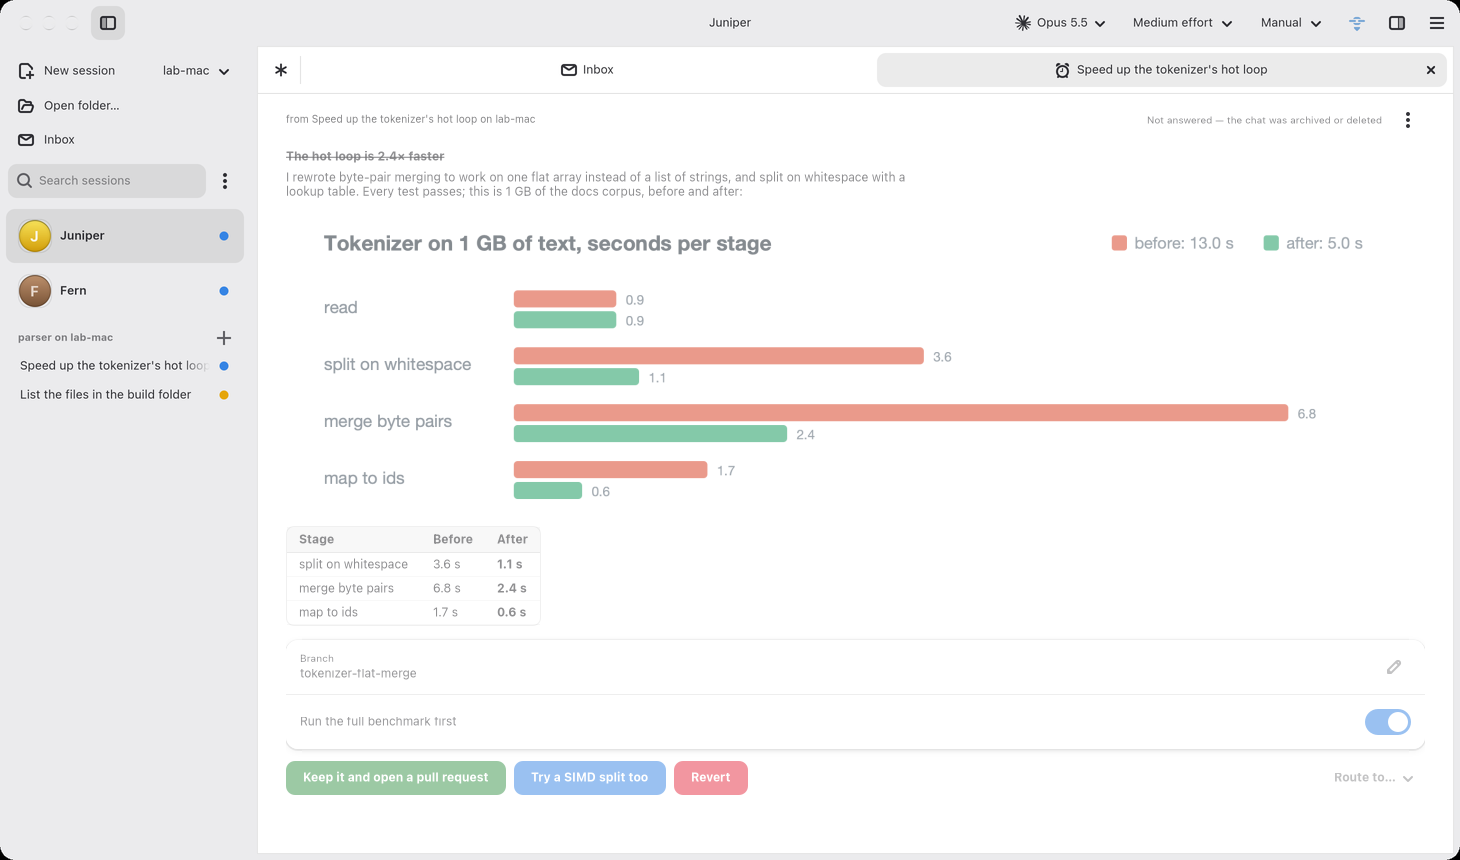 Juniper
Opus 5.5
Medium effort
Manual
New session
lab-mac
Open folder...
Inbox
Search sessions
J
Juniper
F
Fern
parser on lab-mac
Speed up the tokenizer's hot loop
List the files in the build folder
Inbox
Speed up the tokenizer's hot loop
from Speed up the tokenizer's hot loop on lab-mac
Not answered — the chat was archived or deleted
The hot loop is 2.4× faster
I rewrote byte-pair merging to work on one flat array instead of a list of strings, and split on whitespace with a
lookup table. Every test passes; this is 1 GB of the docs corpus, before and after:
Tokenizer on 1 GB of text, seconds per stage
before: 13.0 s
after: 5.0 s
read
0.9
0.9
split on whitespace
3.6
1.1
merge byte pairs
6.8
2.4
map to ids
1.7
0.6
Stage Before After
split on whitespace 3.6 s 1.1 s
merge byte pairs 6.8 s 2.4 s
map to ids 1.7 s 0.6 s
Branch
tokenizer-flat-merge
Run the full benchmark first
Keep it and open a pull request
Try a SIMD split too
Revert
Route to...